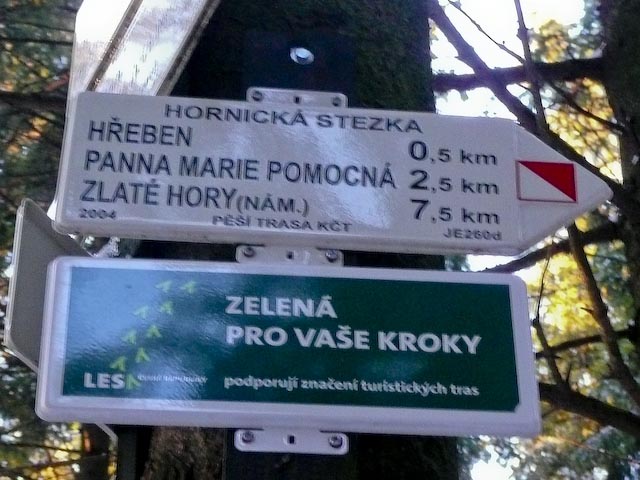 HORNICKÁ STEZKA
HŘEBEN 0,5 km
PANNA MARIE POMOCNÁ 2,5 km
ZLATÉ HORY (NÁM.) 7,5 km
2004 PĚŠÍ TRASA KČT JE260d
ZELENÁ
PRO VAŠE KROKY
LES
podporují značení turistických tras